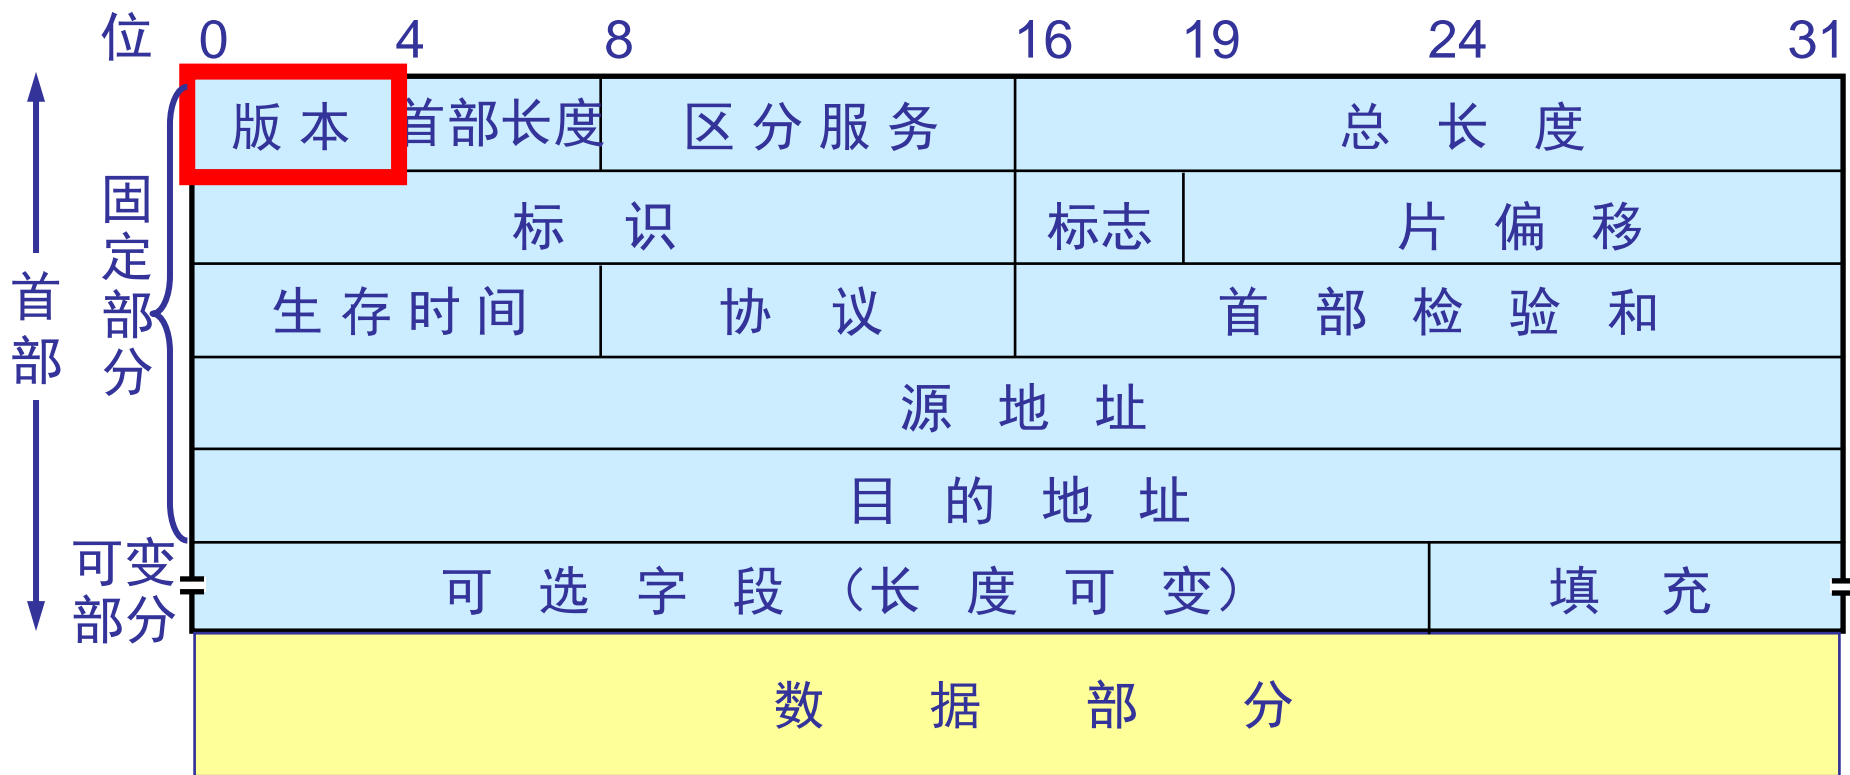 位 0 4 8 16 19 24 31
版本 首部长度 区分服务 总长度
标识 标志 片偏移
生存时间 协议 首部检验和
源地址
目的地址
可选字段（长度可变） 填充
数据部分
首部
固定部分
可变
部分